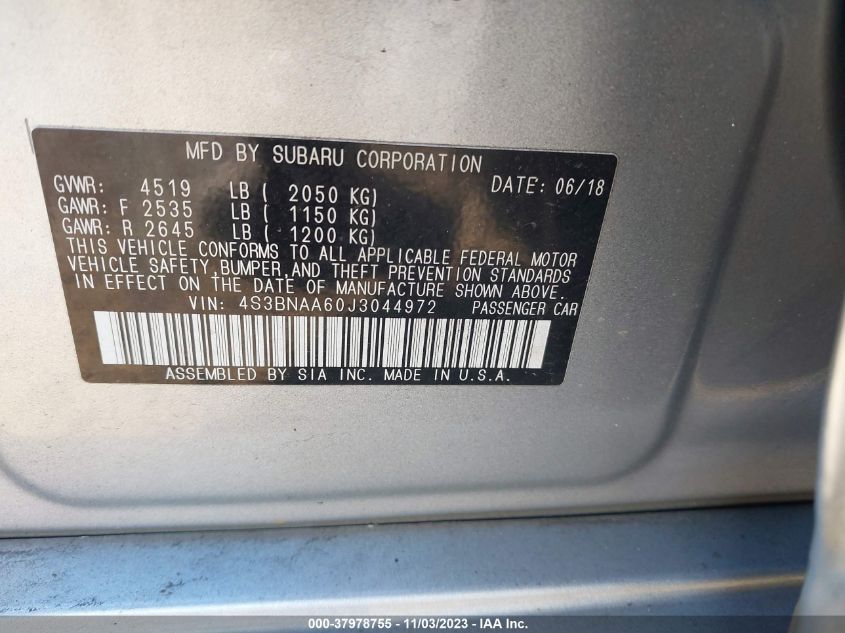 MFD BY SUBARU CORPORATION
GVWR: 4519 LB ( 2050 KG) DATE: 06/18
GAWR: F 2535 LB ( 1150 KG)
GAWR: R 2645 LB ( 1200 KG)
THIS VEHICLE CONFORMS TO ALL APPLICABLE FEDERAL MOTOR
VEHICLE SAFETY, BUMPER, AND THEFT PREVENTION STANDARDS
IN EFFECT ON THE DATE OF MANUFACTURE SHOWN ABOVE.
VIN: 4S3BNAA60J3044972 PASSENGER CAR
ASSEMBLED BY SIA INC. MADE IN U.S.A.
000-37978755 — 11/03/2023 — IAA Inc.